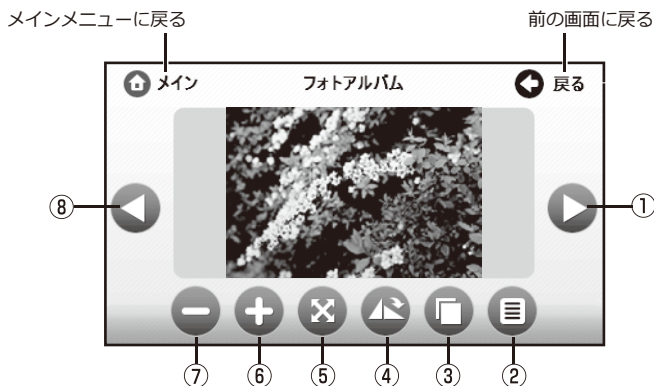 メインメニューに戻る
前の画面に戻る
メイン
フォトアルバム
戻る
⑧
①
⑦
⑥
⑤
④
③
②